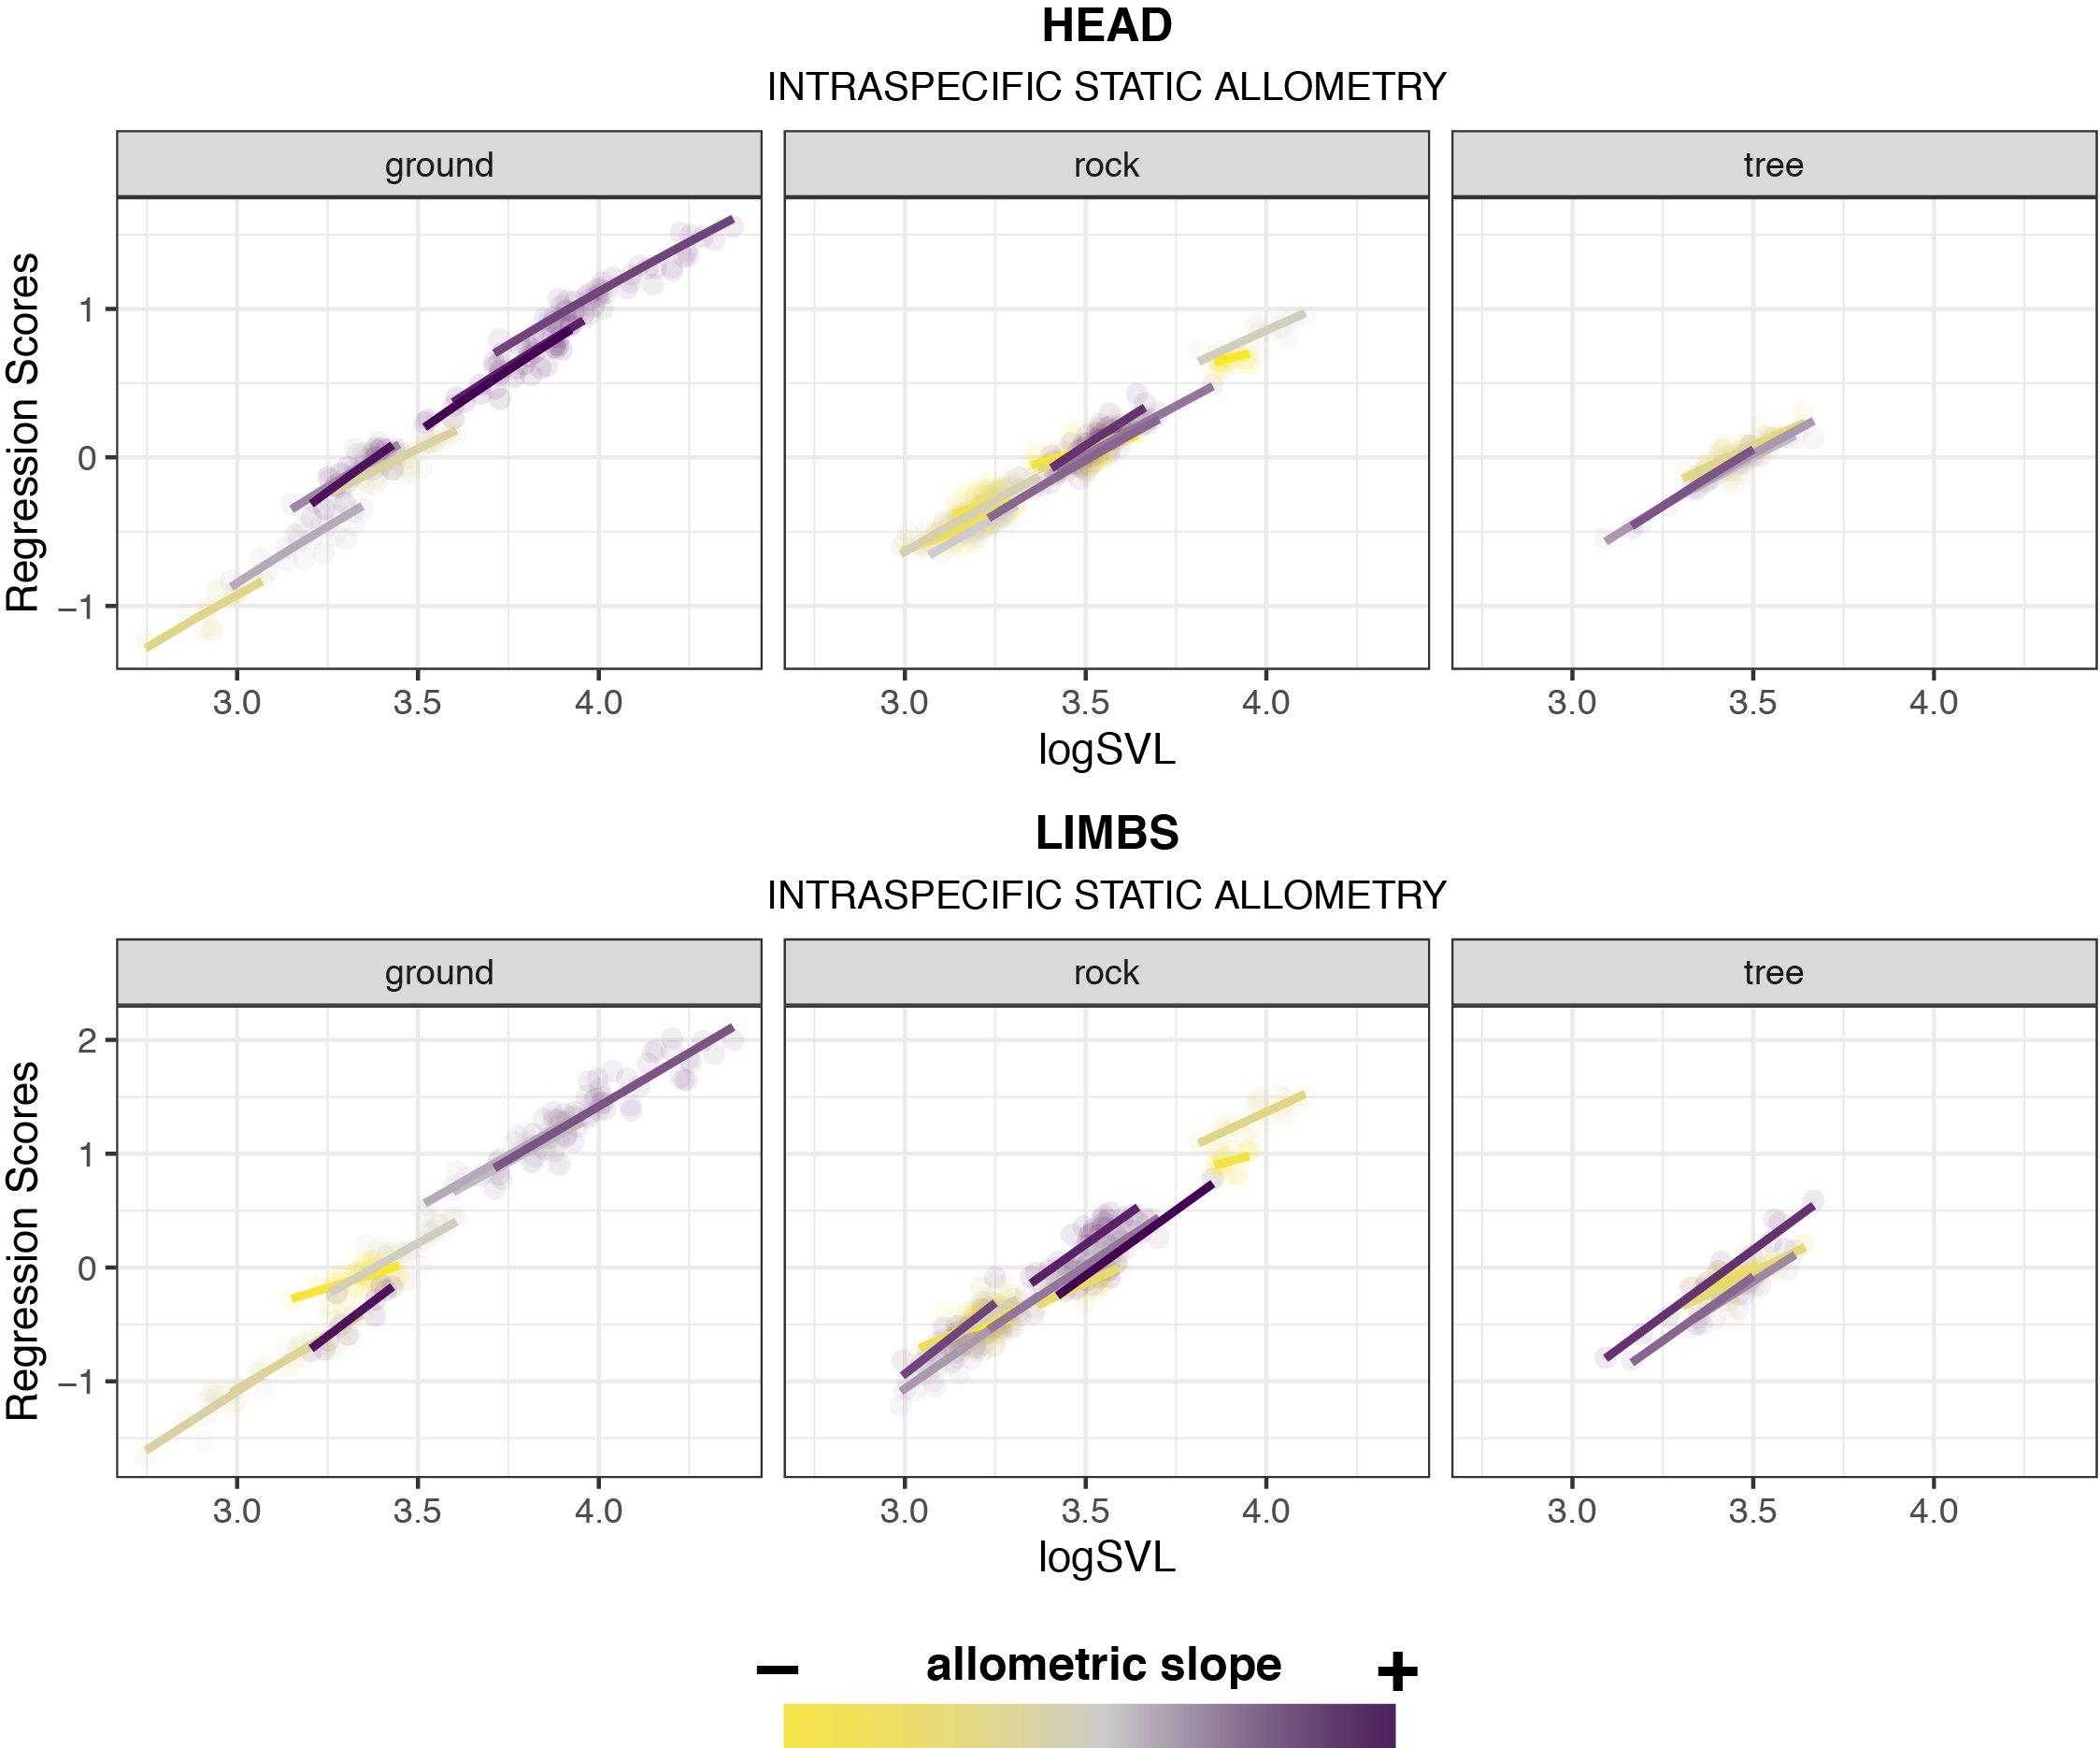 HEAD
INTRASPECIFIC STATIC ALLOMETRY
ground rock tree
Regression Scores
1
0
−1
3.0 3.5 4.0 3.0 3.5 4.0 3.0 3.5 4.0
logSVL
LIMBS
INTRASPECIFIC STATIC ALLOMETRY
ground rock tree
Regression Scores
2
1
0
−1
3.0 3.5 4.0 3.0 3.5 4.0 3.0 3.5 4.0
logSVL
− allometric slope +